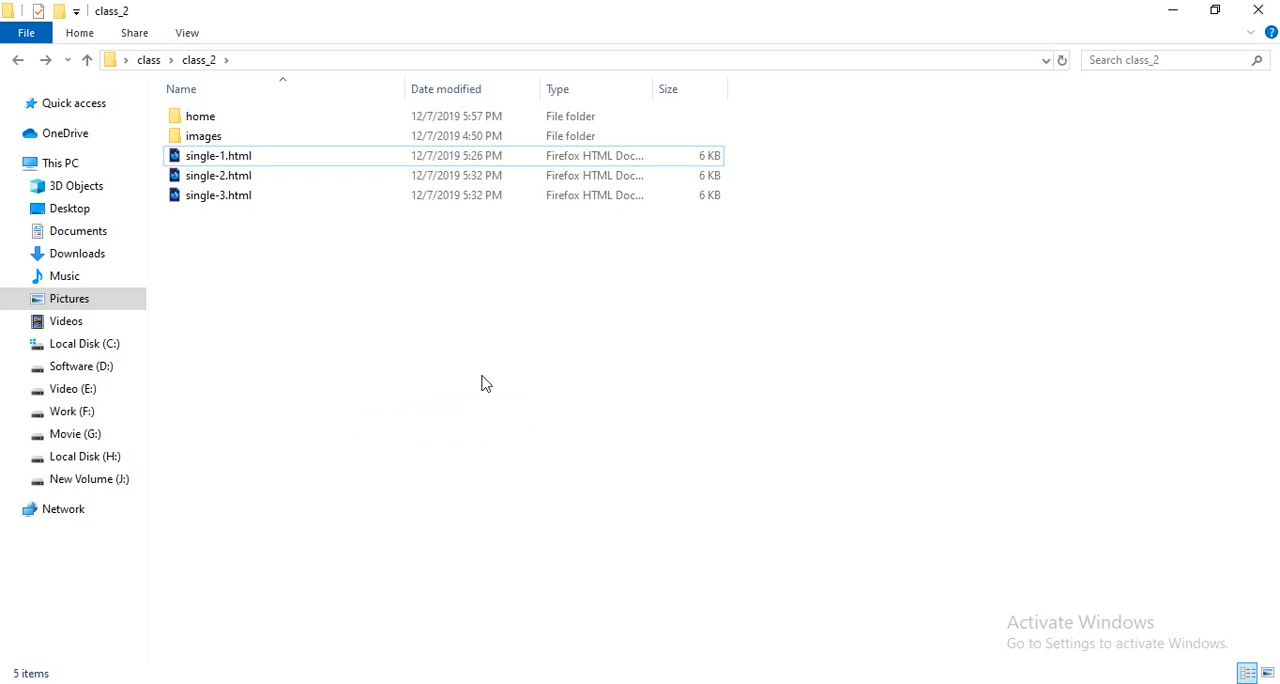 class_2
File Home Share View
class class_2 Search class_2
Name Date modified Type Size
home 12/7/2019 5:57 PM File folder
images 12/7/2019 4:50 PM File folder
single-1.html 12/7/2019 5:26 PM Firefox HTML Doc... 6 KB
single-2.html 12/7/2019 5:32 PM Firefox HTML Doc... 6 KB
single-3.html 12/7/2019 5:32 PM Firefox HTML Doc... 6 KB
Quick access
OneDrive
This PC
3D Objects
Desktop
Documents
Downloads
Music
Pictures
Videos
Local Disk (C:)
Software (D:)
Video (E:)
Work (F:)
Movie (G:)
Local Disk (H:)
New Volume (J:)
Network
Activate Windows
Go to Settings to activate Windows.
5 items